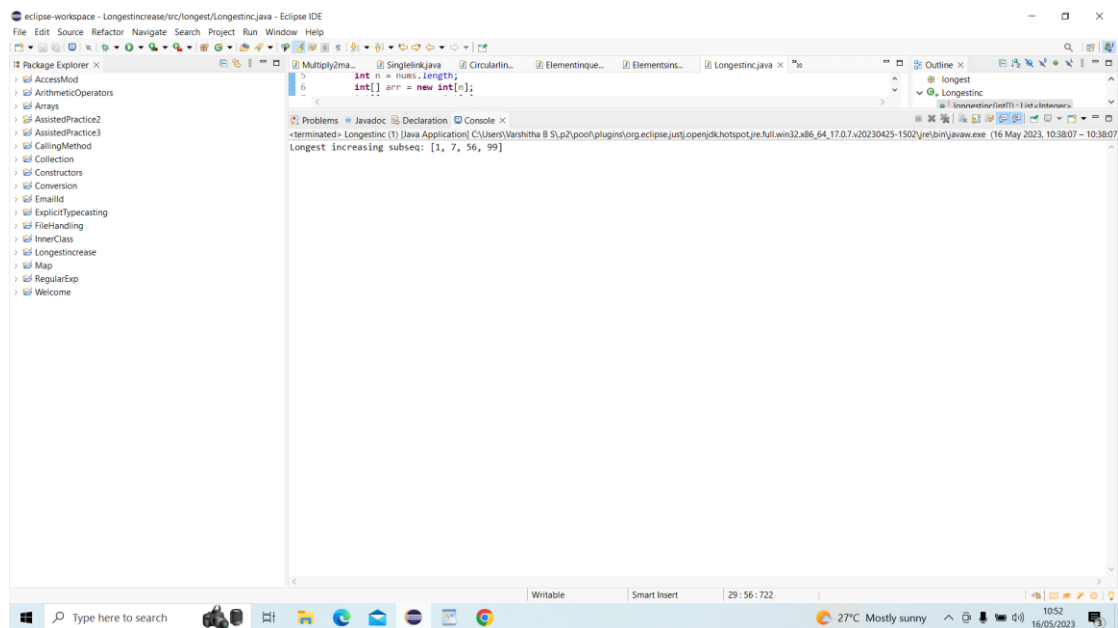 eclipse-workspace - Longestincrease/src/longest/Longestinc.java - Eclipse IDE
File Edit Source Refactor Navigate Search Project Run Window Help
Package Explorer
AccessMod
ArithmeticOperators
Arrays
AssistedPractice2
AssistedPractice3
CallingMethod
Collection
Constructors
Conversion
EmailId
ExplicitTypecasting
FileHandling
InnerClass
Longestincrease
Map
RegularExp
Welcome
Multiply2ma... Singlelink.java Circularlin... Elementinque... Elementsins... Longestinc.java »30
5 int n = nums.length;
6 int[] arr = new int[n];
Outline
longest
Longestinc
longestinc(int[]) : List<Integer>
Problems Javadoc Declaration Console
<terminated> Longestinc (1) [Java Application] C:\Users\Varshitha B S\.p2\pool\plugins\org.eclipse.justj.openjdk.hotspot.jre.full.win32.x86_64_17.0.7.v20230425-1502\jre\bin\javaw.exe (16 May 2023, 10:38:07 – 10:38:07
Longest increasing subseq: [1, 7, 56, 99]
Writable Smart Insert 29 : 56 : 722
Type here to search
27°C Mostly sunny
10:52
16/05/2023
3